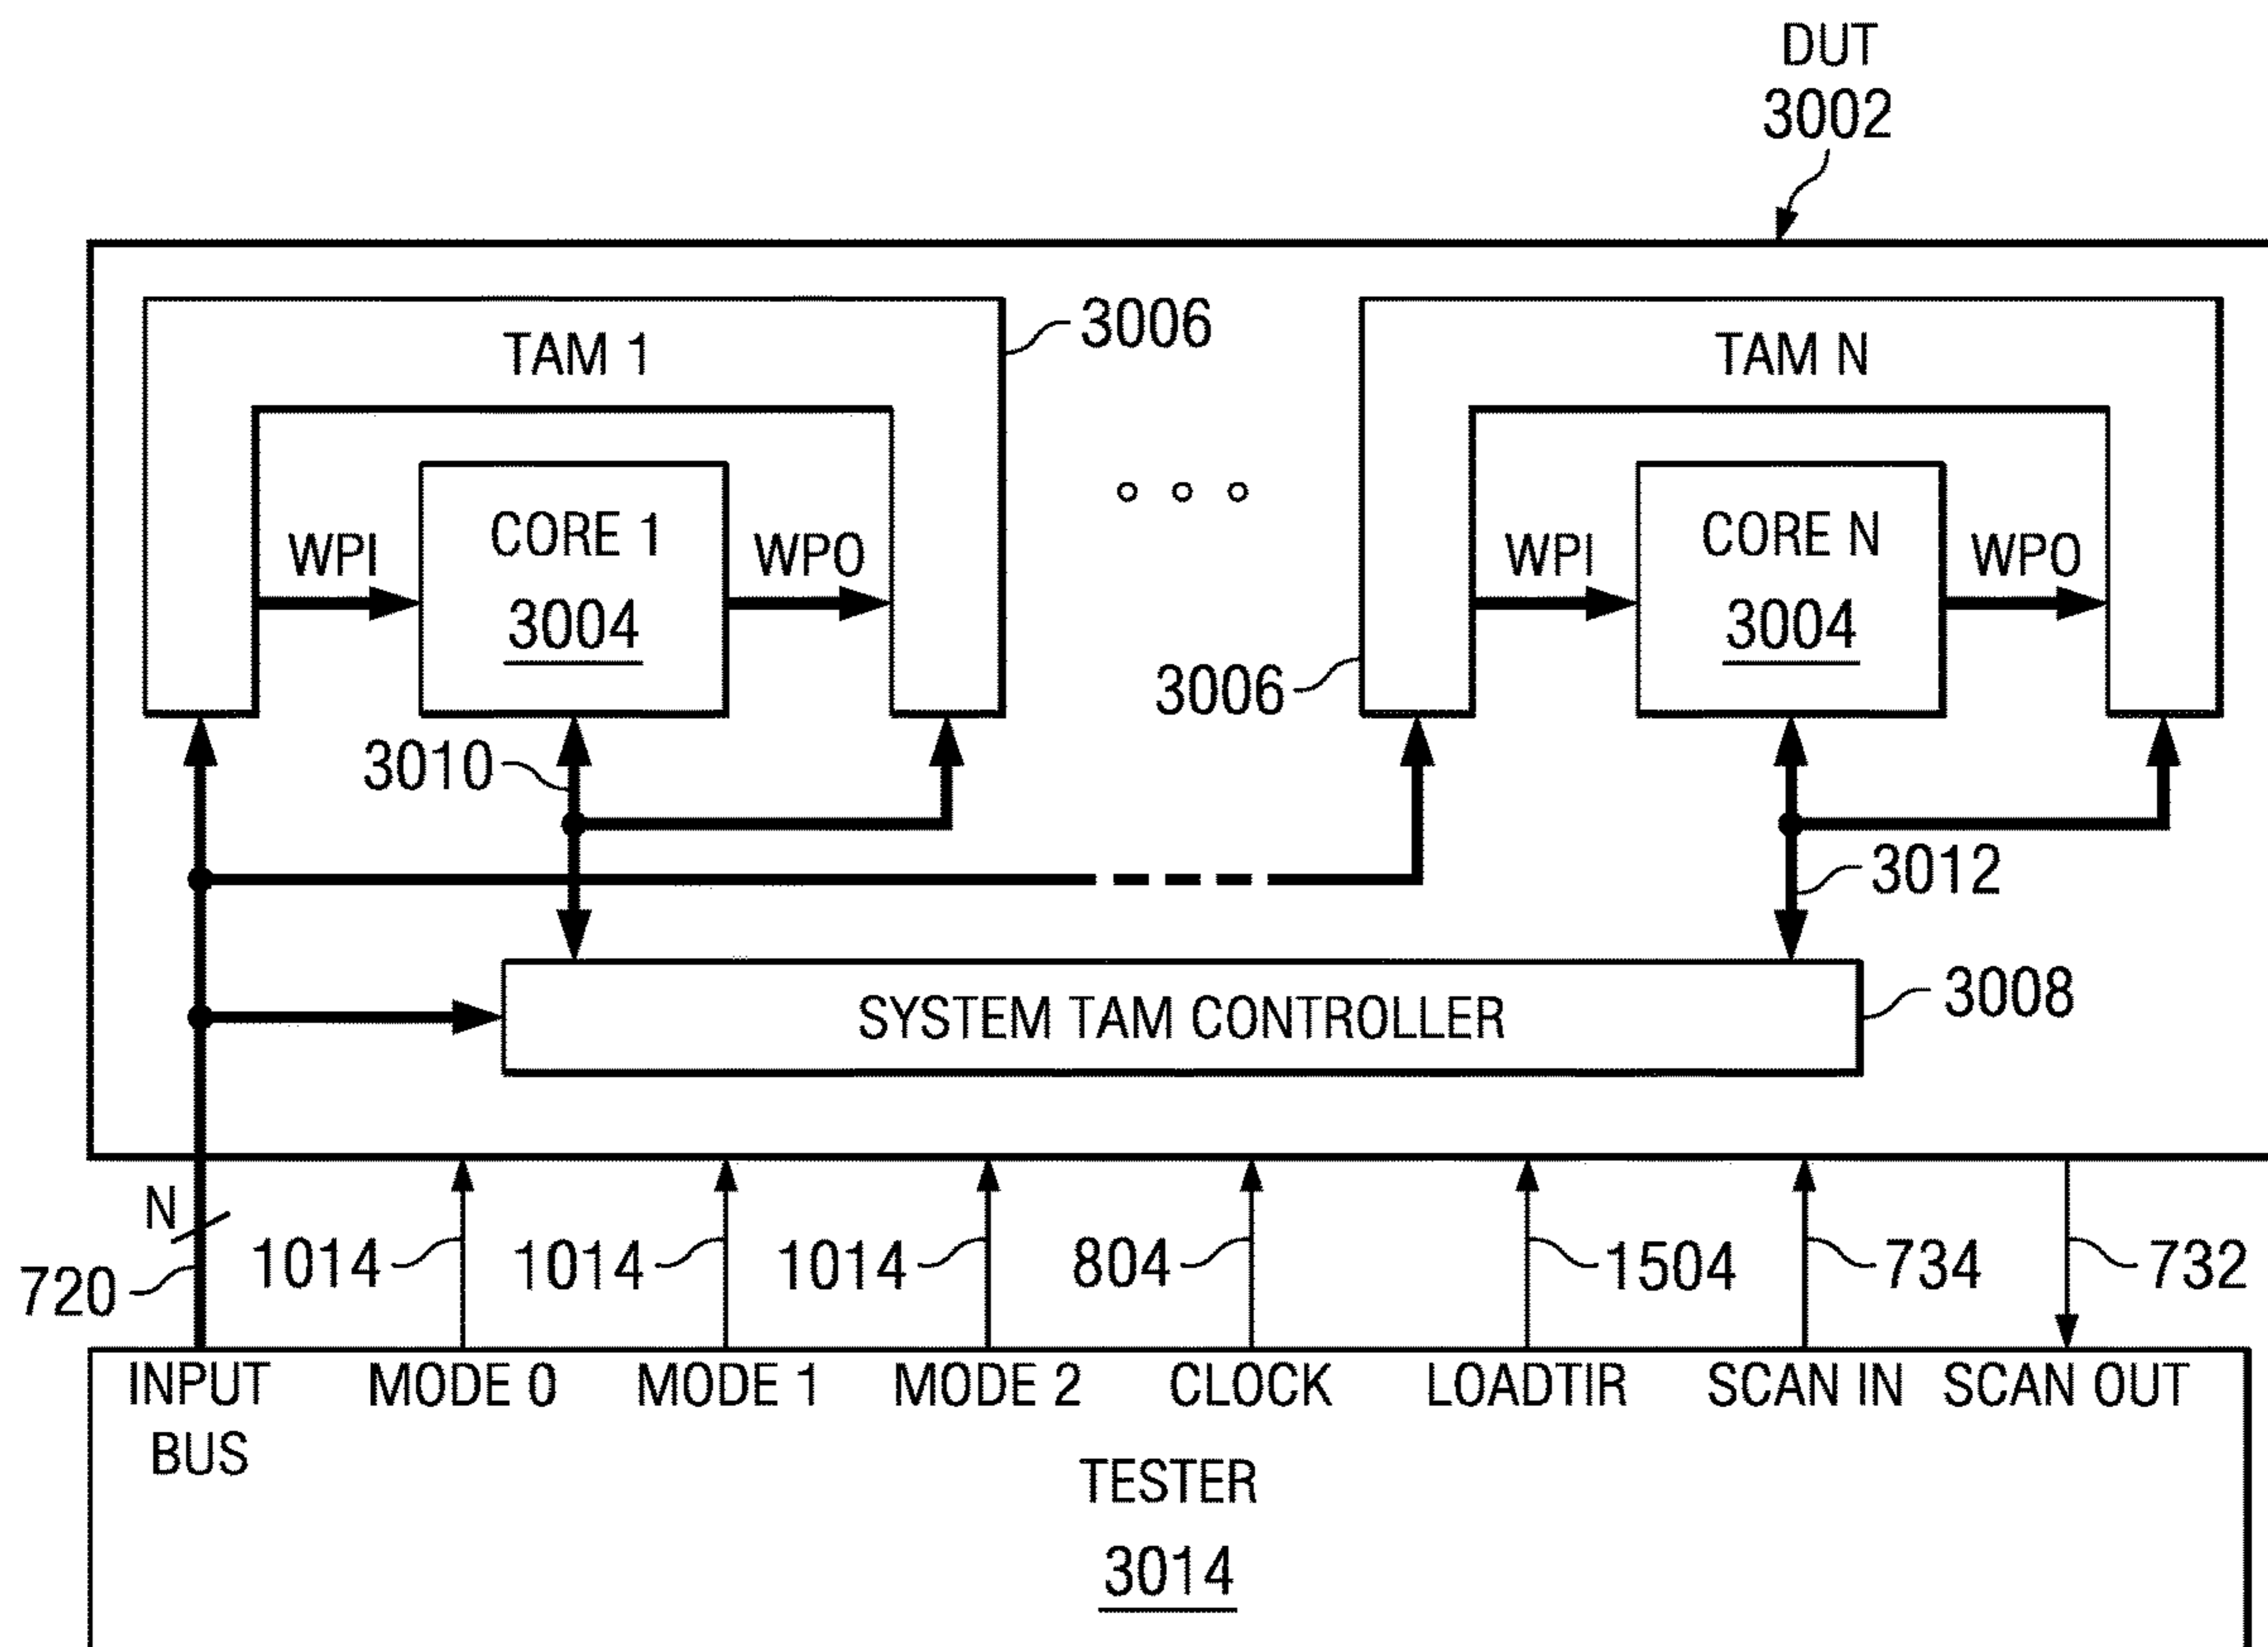 DUT
3002
TAM 1
3006
TAM N
CORE 1
3004
WPI
WPO
CORE N
3004
WPI
WPO
3006
3010
3012
SYSTEM TAM CONTROLLER
3008
N
720
1014
1014
1014
804
1504
734
732
INPUT
BUS
MODE 0
MODE 1
MODE 2
CLOCK
LOADTIR
SCAN IN
SCAN OUT
TESTER
3014